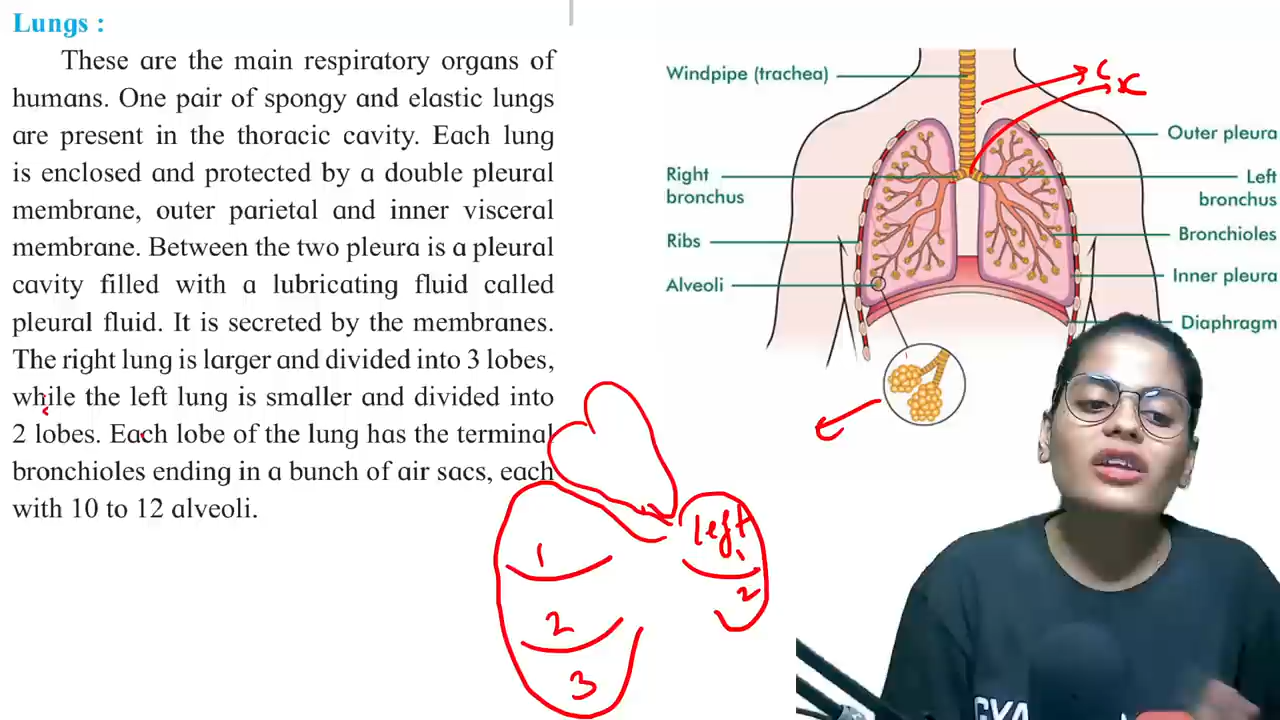 Lungs :
These are the main respiratory organs of
humans. One pair of spongy and elastic lungs
are present in the thoracic cavity. Each lung
is enclosed and protected by a double pleural
membrane, outer parietal and inner visceral
membrane. Between the two pleura is a pleural
cavity filled with a lubricating fluid called
pleural fluid. It is secreted by the membranes.
The right lung is larger and divided into 3 lobes,
while the left lung is smaller and divided into
2 lobes. Each lobe of the lung has the terminal
bronchioles ending in a bunch of air sacs, each
with 10 to 12 alveoli.
Windpipe (trachea)
Right
bronchus
Ribs
Alveoli
Outer pleura
Left
bronchus
Bronchioles
Inner pleura
Diaphragm
1
2
3
left
1
2